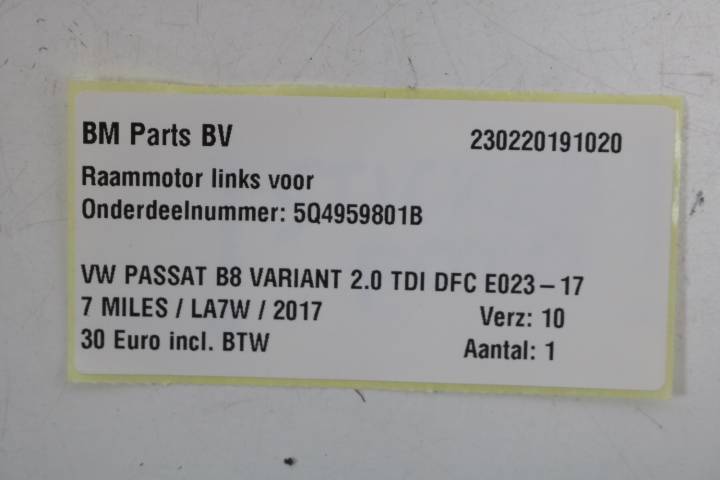 BM Parts BV 230220191020
Raammotor links voor
Onderdeelnummer: 5Q4959801B
VW PASSAT B8 VARIANT 2.0 TDI DFC E023-17
7 MILES / LA7W / 2017 Verz: 10
30 Euro incl. BTW Aantal: 1